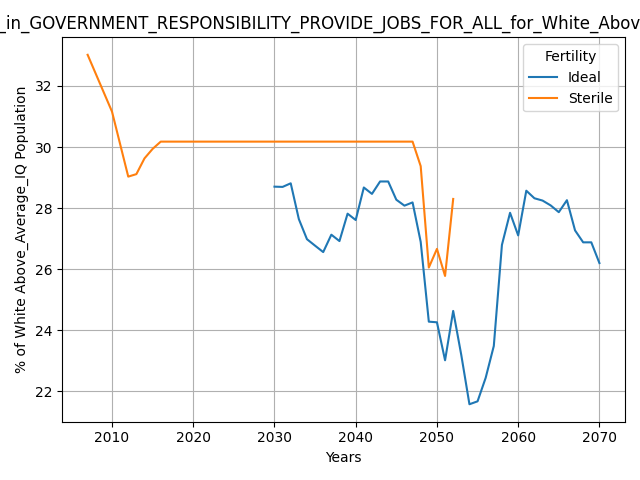 _in_GOVERNMENT_RESPONSIBILITY_PROVIDE_JOBS_FOR_ALL_for_White_Abov
Fertility
Ideal
Sterile
% of White Above_Average_IQ Population
32
30
28
26
24
22
2010 2020 2030 2040 2050 2060 2070
Years